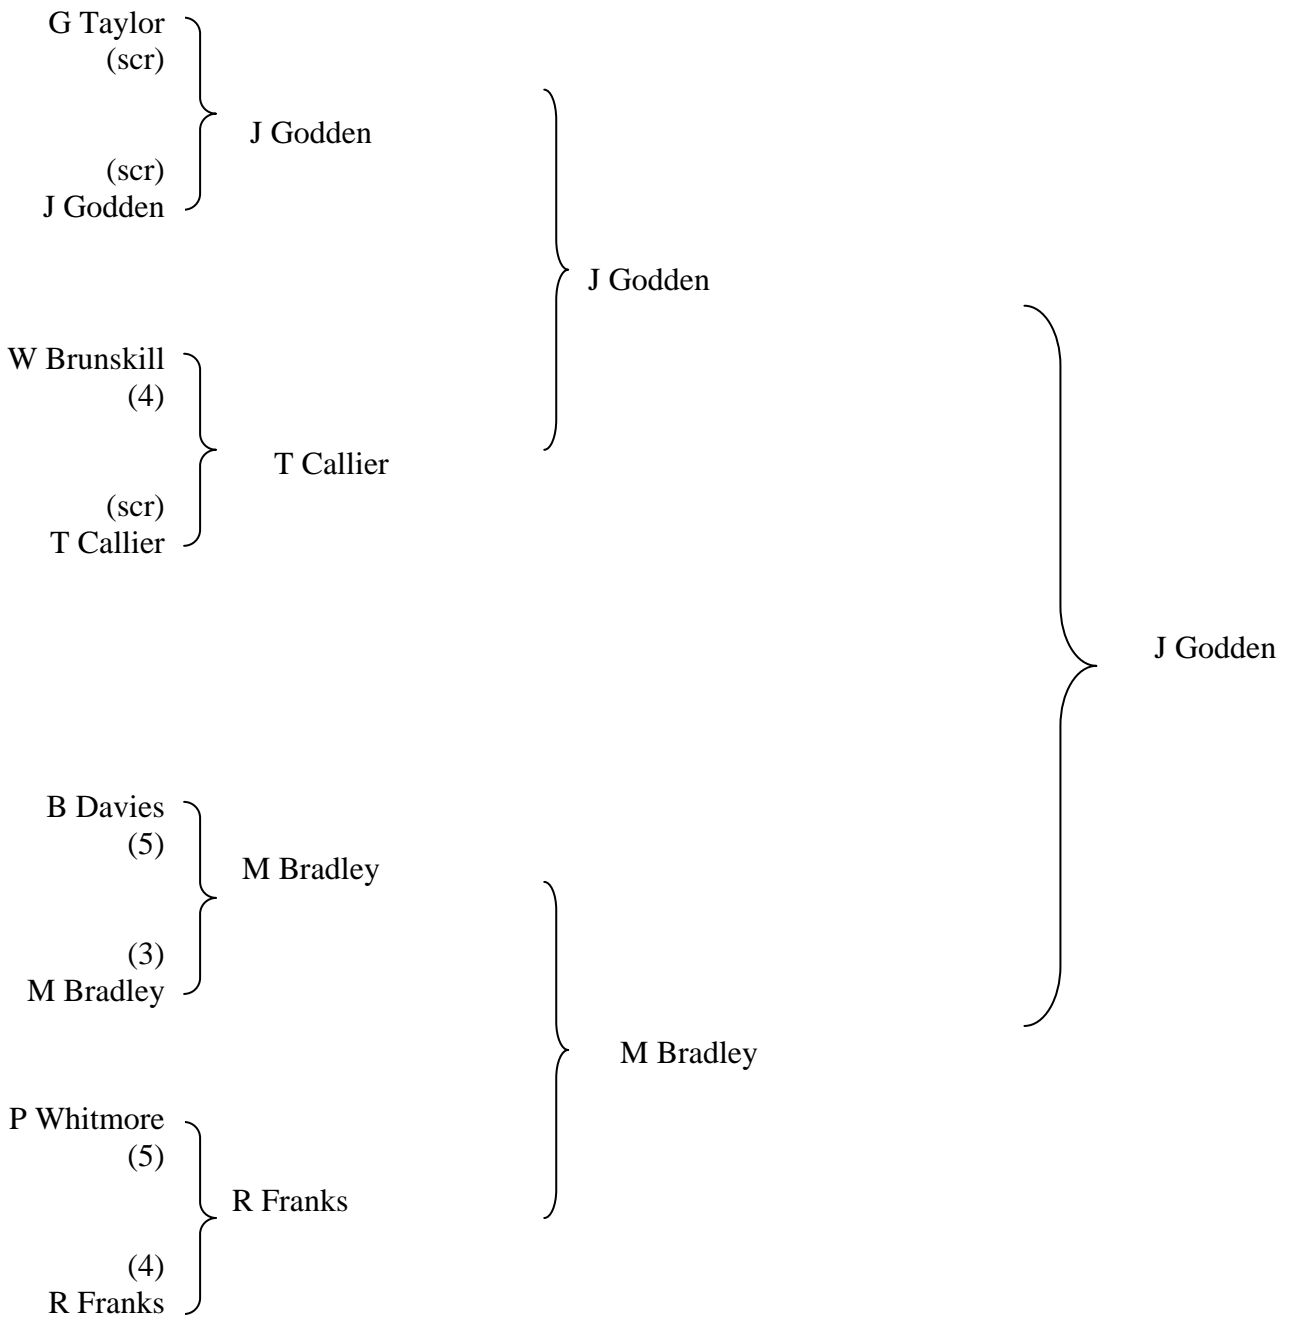 G Taylor
(scr)
(scr)
J Godden
W Brunskill
(4)
(scr)
T Callier
B Davies
(5)
(3)
M Bradley
P Whitmore
(5)
(4)
R Franks
J Godden
T Callier
M Bradley
R Franks
J Godden
M Bradley
J Godden